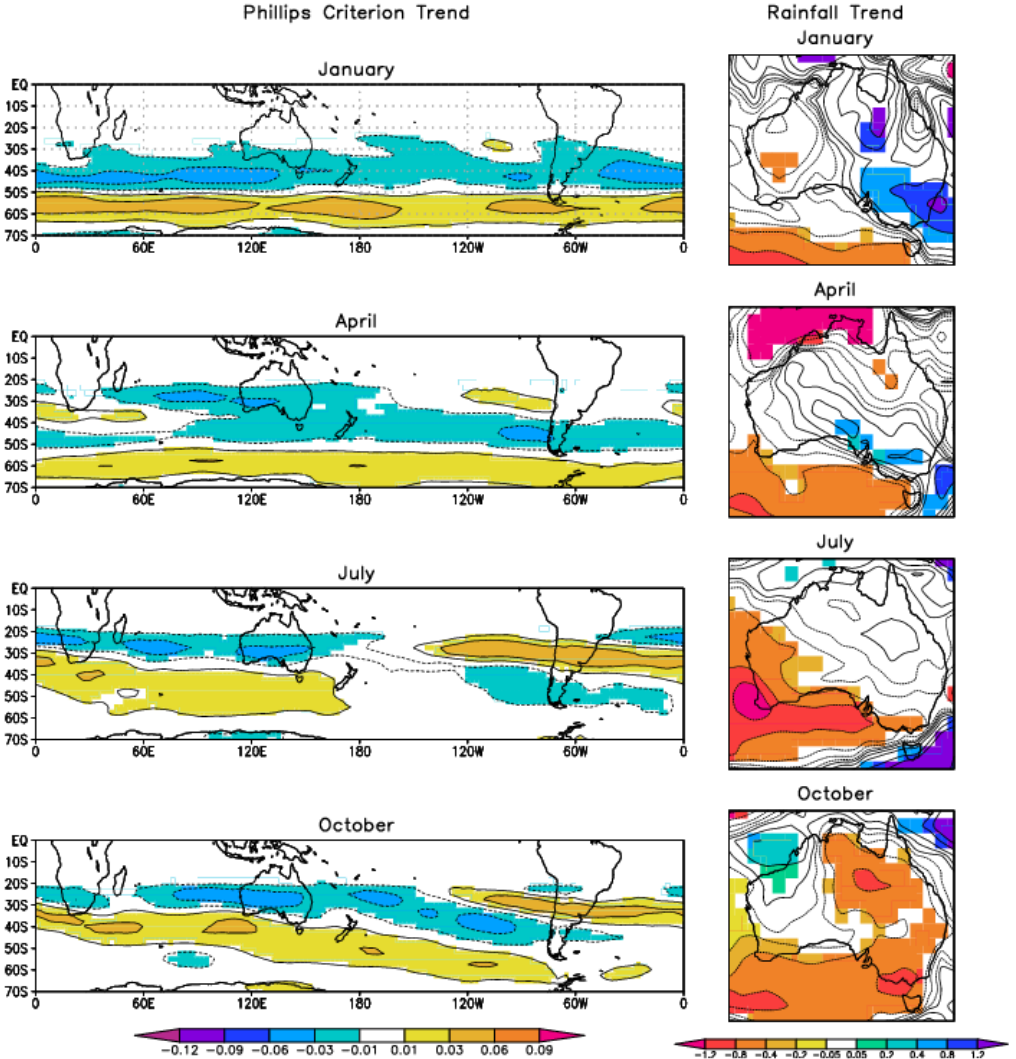 Phillips Criterion Trend
Rainfall Trend
January
January
EQ
10S
20S
30S
40S
50S
60S
70S
0
60E
120E
180
120W
60W
0
April
April
EQ
10S
20S
30S
40S
50S
60S
70S
0
60E
120E
180
120W
60W
0
July
July
EQ
10S
20S
30S
40S
50S
60S
70S
0
60E
120E
180
120W
60W
0
October
October
EQ
10S
20S
30S
40S
50S
60S
70S
0
60E
120E
180
120W
60W
0
-0.12 -0.09 -0.06 -0.03 -0.01 0.01 0.03 0.06 0.09
-1.2 -0.8 -0.4 -0.2 -0.05 0.05 0.2 0.4 0.8 1.2